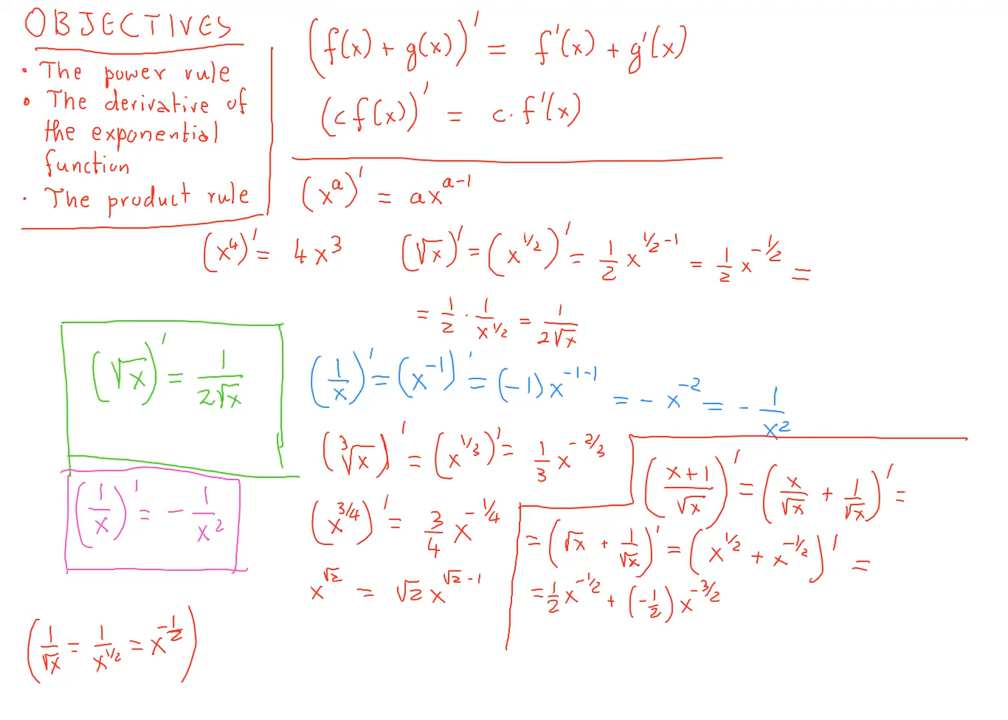 OBJECTIVES
• The power rule
• The derivative of
the exponential
function
• The product rule
(f(x) + g(x))' = f'(x) + g'(x)
(c f(x))' = c · f'(x)
(x^a)' = a x^{a-1}
(x^4)' = 4x^3
(√x)' = (x^{1/2})' = 1/2 x^{1/2-1} = 1/2 x^{-1/2} =
= 1/2 · 1/x^{1/2} = 1/(2√x)
(√x)' = 1/(2√x)
(1/x)' = - 1/x^2
(1/√x = 1/x^{1/2} = x^{-1/2})
(1/x)' = (x^{-1})' = (-1)x^{-1-1} = - x^{-2} = - 1/x^2
(∛x)' = (x^{1/3})' = 1/3 x^{-2/3}
(x^{3/4})' = 3/4 x^{-1/4}
x^{√2} = √2 x^{√2-1}
((x+1)/√x)' = (x/√x + 1/√x)' =
= (√x + 1/√x)' = (x^{1/2} + x^{-1/2})' =
= 1/2 x^{-1/2} + (-1/2) x^{-3/2}